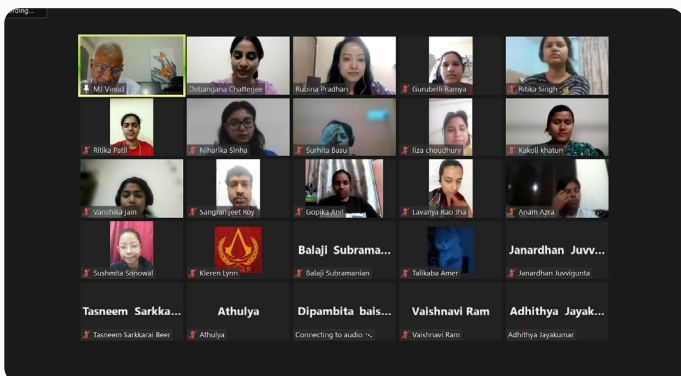 MJ Vinod
Debangana Chatterjee
Rubina Pradhan
Gurubelli Ramya
Ritika Singh
Ritika Patil
Niharika Sinha
Surhita Basu
liza choudhury
Kakoli khatun
Vanshika jain
Sangramjeet Roy
Gopika Anil
Lavanya Rao Jha
Anam Azra
Sushmita Sonowal
Kieren Lynn
Balaji Subrama...
Balaji Subramanian
Talikaba Amer
Janardhan Juvv...
Janardhan Juvvigunta
Tasneem Sarkka...
Tasneem Sarkkarai Beer
Athulya
Athulya
Dipambita bais...
Connecting to audio
Vaishnavi Ram
Vaishnavi Ram
Adhithya Jayak...
Adhithya Jayakumar